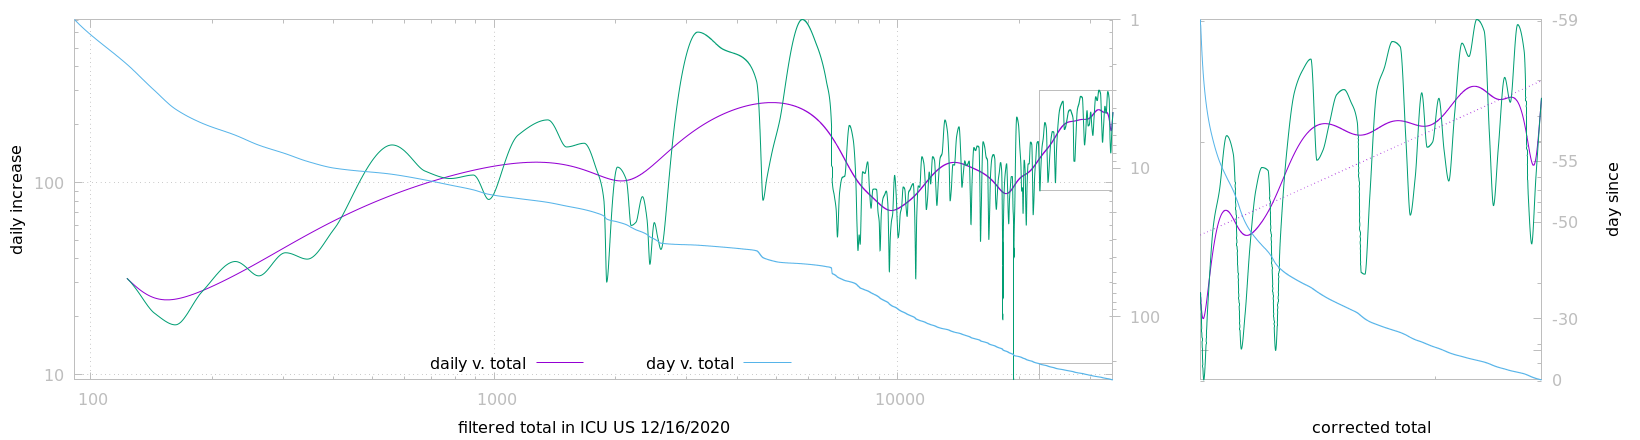 daily increase
100
10
daily v. total
day v. total
100
1000
10000
filtered total in ICU US 12/16/2020
1
10
100
-59
-55
-50
-30
0
day since
corrected total